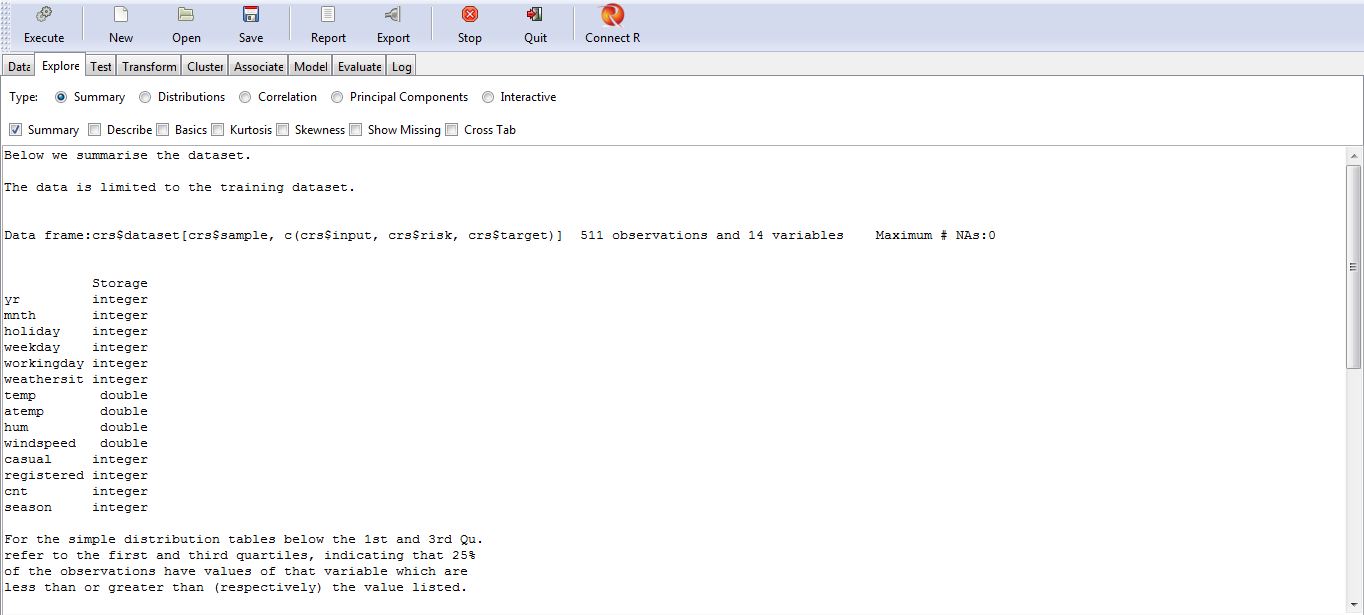 Execute New Open Save Report Export Stop Quit Connect R
Data Explore Test Transform Cluster Associate Model Evaluate Log
Type: Summary Distributions Correlation Principal Components Interactive
Summary Describe Basics Kurtosis Skewness Show Missing Cross Tab
Below we summarise the dataset.
The data is limited to the training dataset.
Data frame:crs$dataset[crs$sample, c(crs$input, crs$risk, crs$target)] 511 observations and 14 variables Maximum # NAs:0
Storage
yr integer
mnth integer
holiday integer
weekday integer
workingday integer
weathersit integer
temp double
atemp double
hum double
windspeed double
casual integer
registered integer
cnt integer
season integer
For the simple distribution tables below the 1st and 3rd Qu.
refer to the first and third quartiles, indicating that 25%
of the observations have values of that variable which are
less than or greater than (respectively) the value listed.